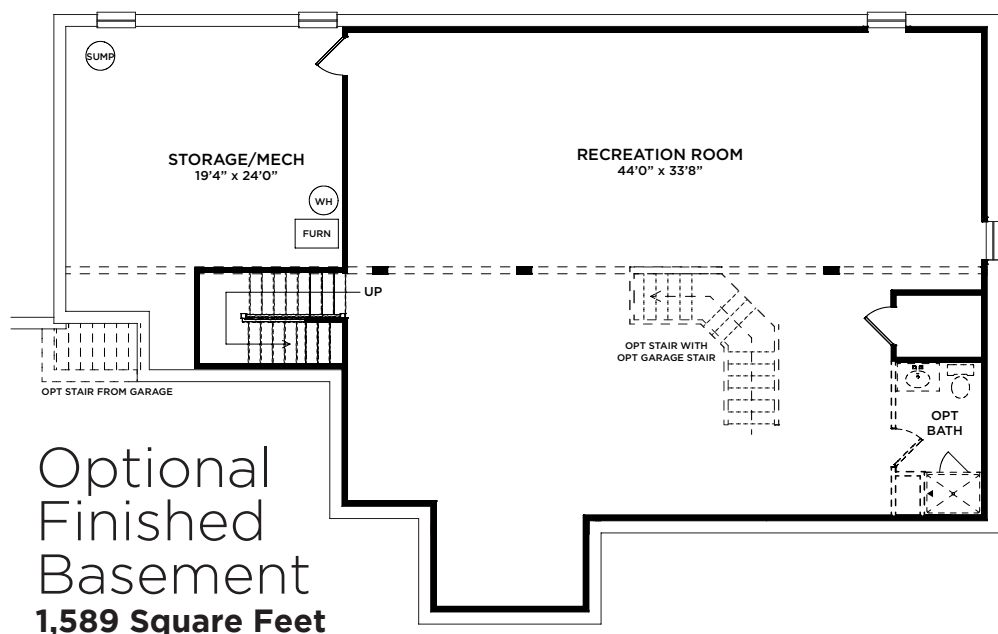 SUMP
STORAGE/MECH
19’4” x 24’0”
RECREATION ROOM
44’0” x 33’8”
WH
FURN
UP
OPT STAIR WITH
OPT GARAGE STAIR
OPT STAIR FROM GARAGE
OPT
BATH
Optional
Finished
Basement
1,589 Square Feet